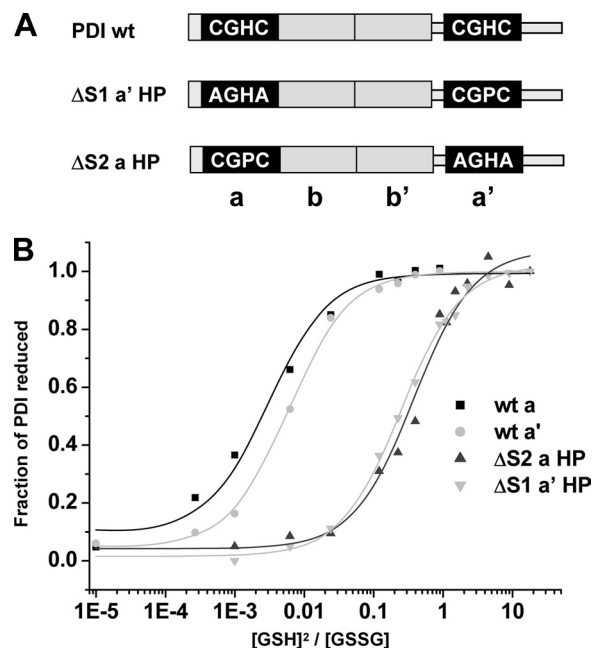 A
PDI wt CGHC CGHC
ΔS1 a' HP AGHA CGPC
ΔS2 a HP CGPC AGHA
a b b' a'
B
Fraction of PDI reduced
1.0
0.8
0.6
0.4
0.2
0.0
wt a
wt a'
ΔS2 a HP
ΔS1 a' HP
1E-5 1E-4 1E-3 0.01 0.1 1 10
[GSH]² / [GSSG]